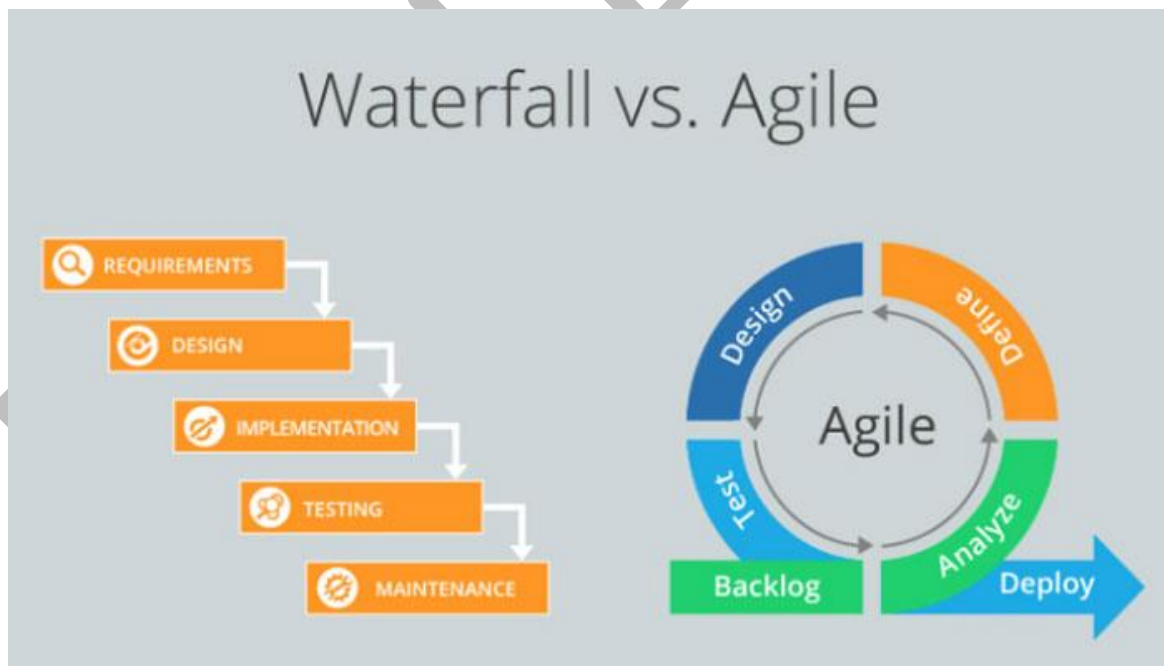 Waterfall vs. Agile
REQUIREMENTS
DESIGN
IMPLEMENTATION
TESTING
MAINTENANCE
Design
Define
Agile
Test
Analyze
Backlog
Deploy